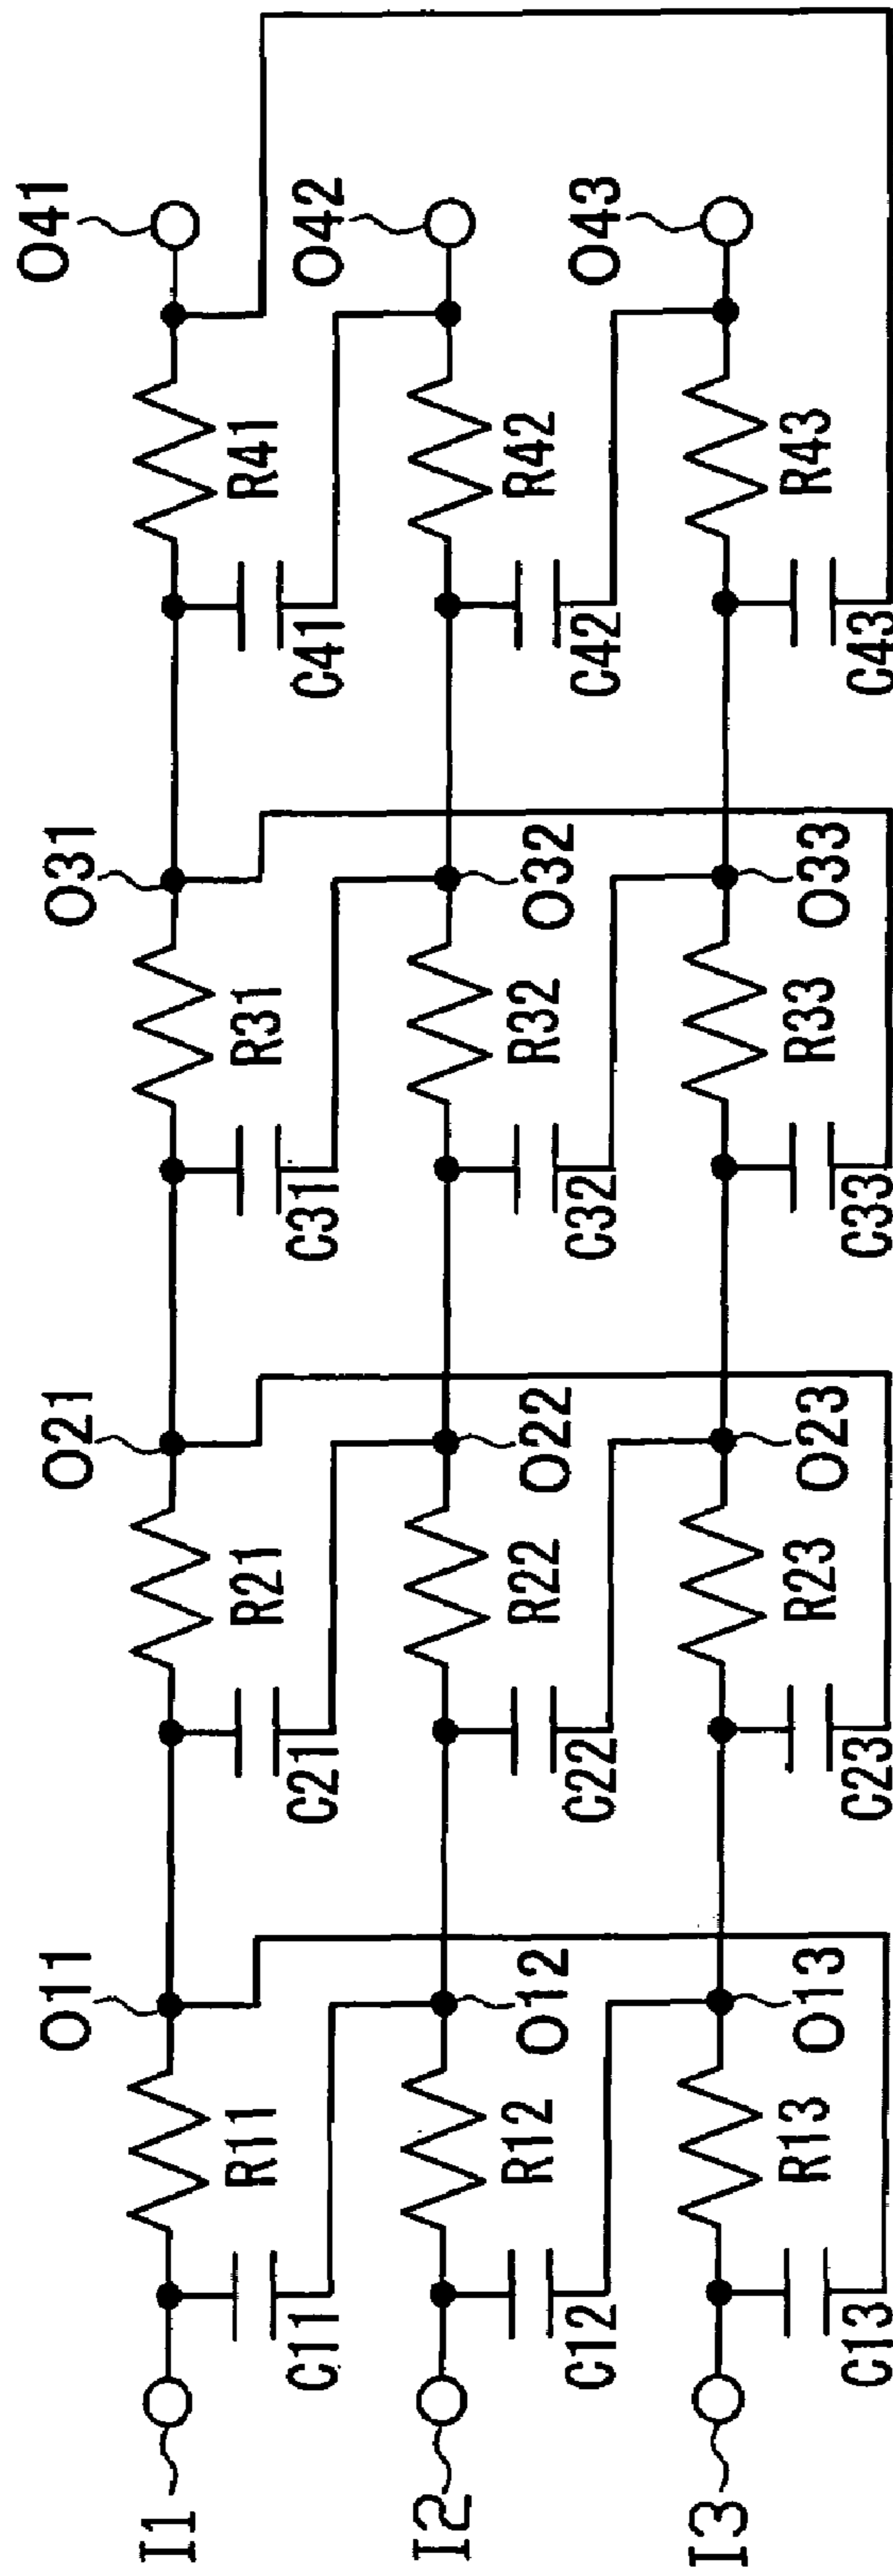 O11
O21
O31
O41
I1
R11
R21
R31
R41
C11
C21
C31
C41
O12
O22
O32
O42
I2
R12
R22
R32
R42
C12
C22
C32
C42
O13
O23
O33
O43
I3
R13
R23
R33
R43
C13
C23
C33
C43